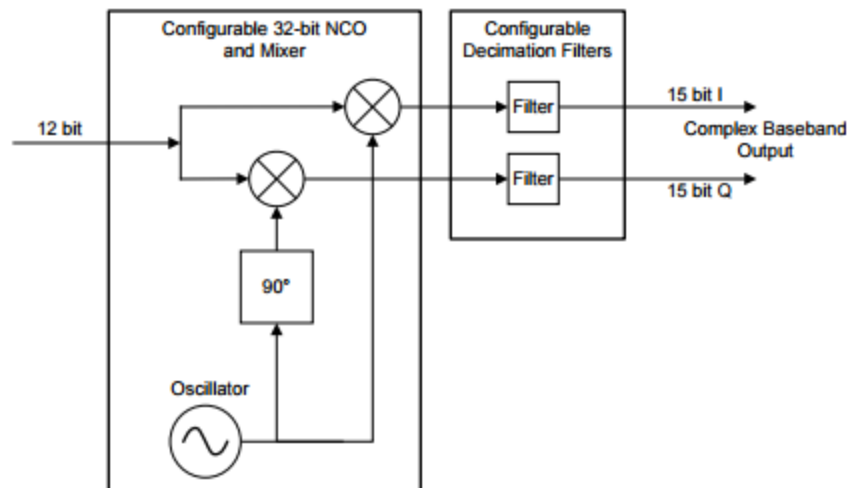 Configurable 32-bit NCO
and Mixer
Configurable
Decimation Filters
12 bit
Filter
15 bit I
Complex Baseband
Output
Filter
15 bit Q
90°
Oscillator